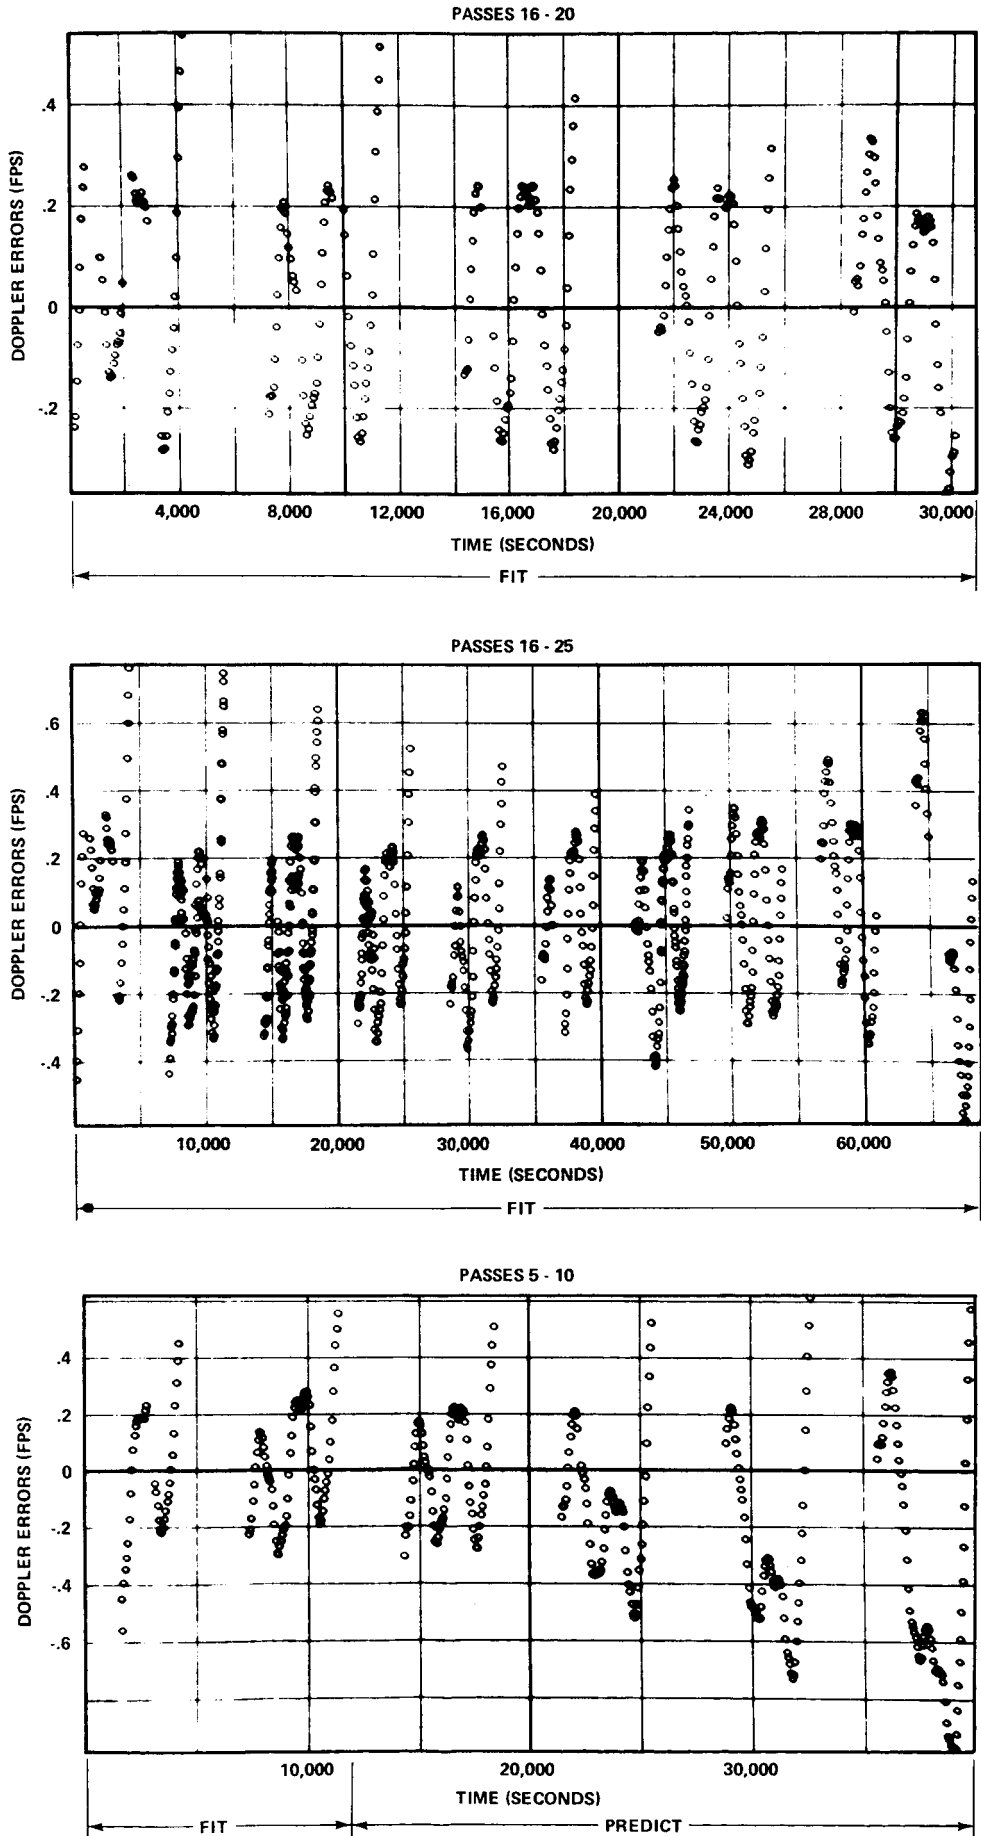 PASSES 16 - 20
.4
.2
0
-.2
DOPPLER ERRORS (FPS)
4,000 8,000 12,000 16,000 20,000 24,000 28,000 30,000
TIME (SECONDS)
FIT
PASSES 16 - 25
.6
.4
.2
0
-.2
-.4
DOPPLER ERRORS (FPS)
10,000 20,000 30,000 40,000 50,000 60,000
TIME (SECONDS)
FIT
PASSES 5 - 10
.4
.2
0
-.2
-.4
-.6
DOPPLER ERRORS (FPS)
10,000 20,000 30,000
TIME (SECONDS)
FIT PREDICT